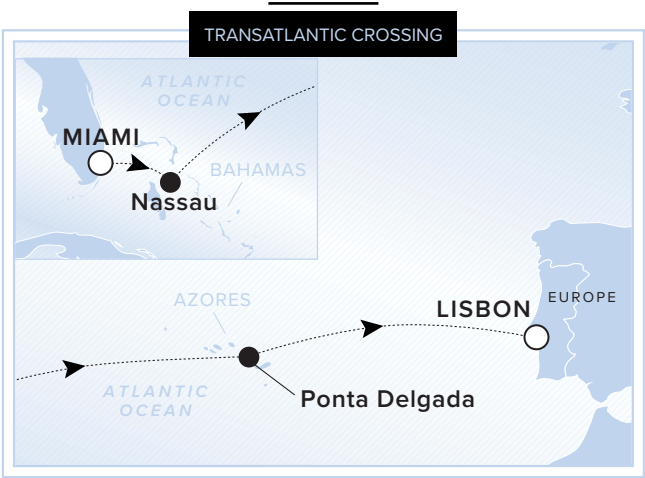 TRANSATLANTIC CROSSING
ATLANTIC
OCEAN
MIAMI
BAHAMAS
Nassau
AZORES
LISBON
EUROPE
ATLANTIC
OCEAN
Ponta Delgada